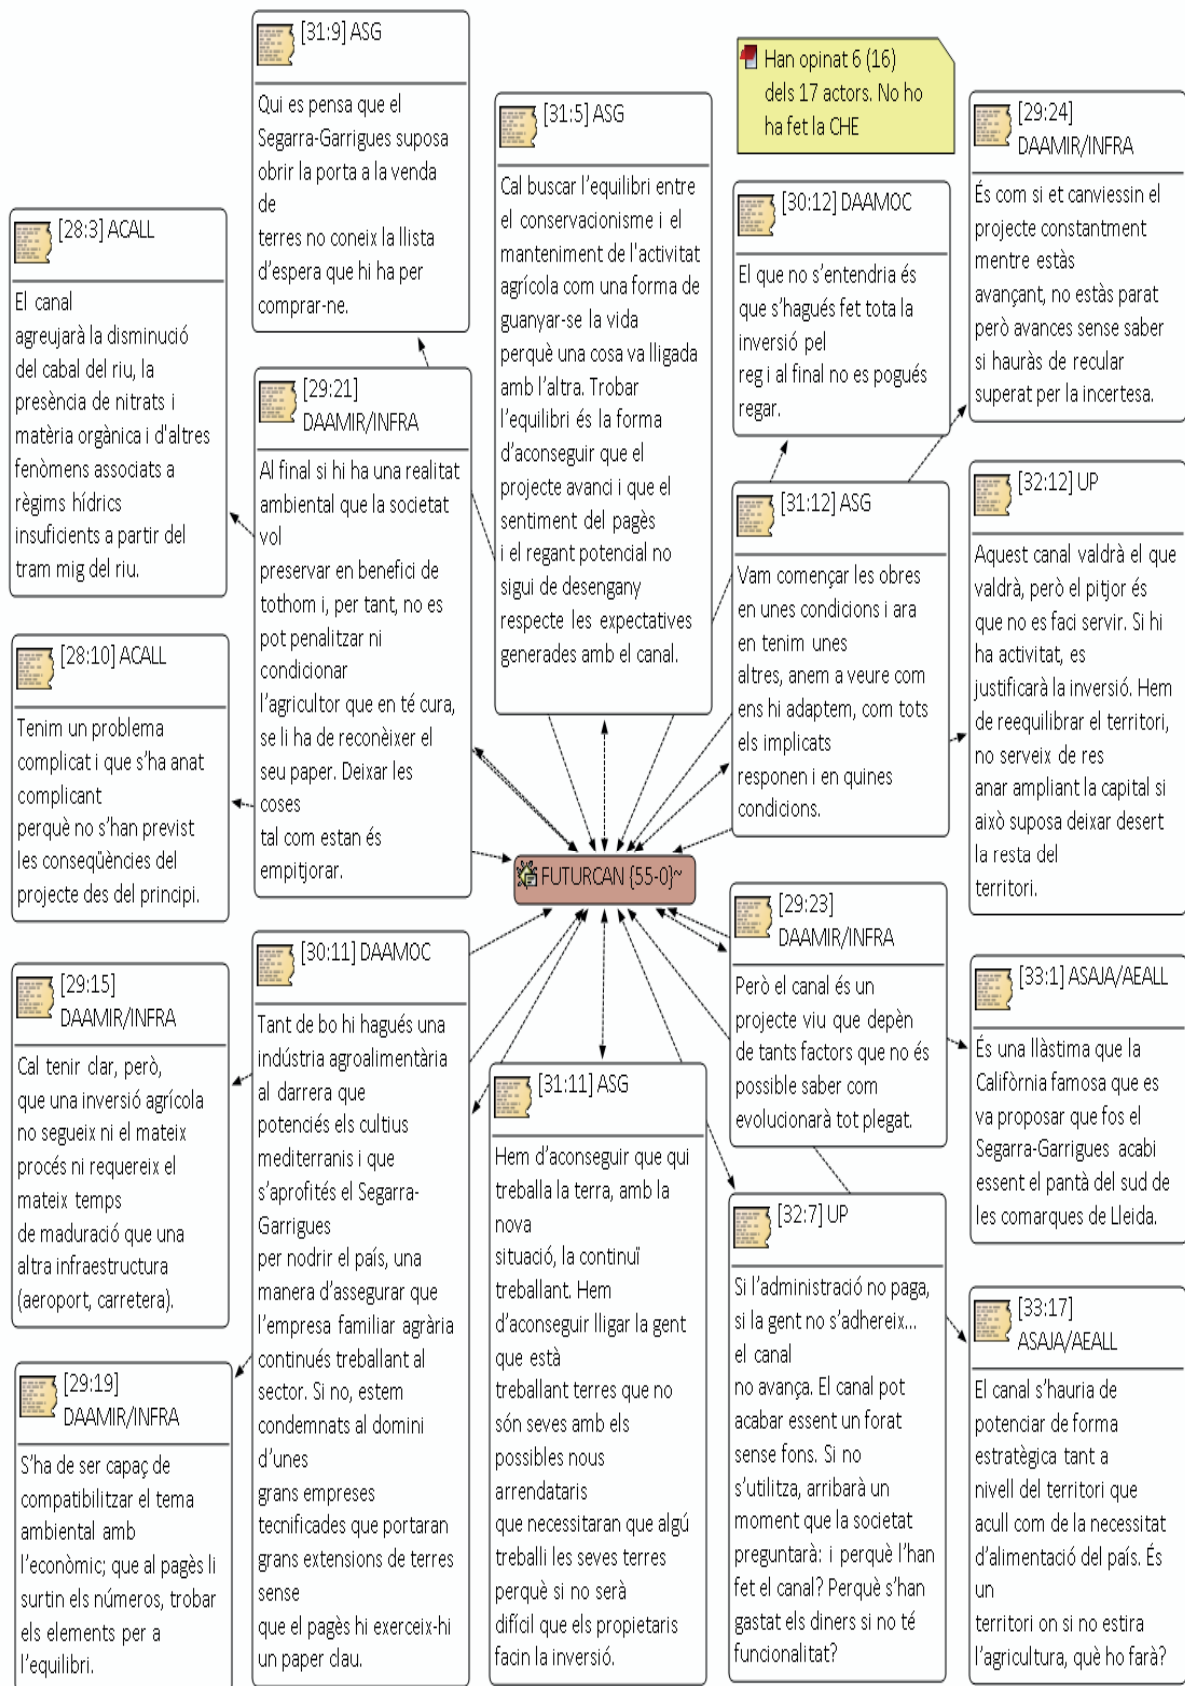 [31:9] ASG
Qui es pensa que el
Segarra-Garrigues suposa
obrir la porta a la venda
de
terres no coneix la llista
d'espera que hi ha per
comprar-ne.
[31:5] ASG
Cal buscar l'equilibri entre
el conservacionisme i el
manteniment de l'activitat
agrícola com una forma de
guanyar-se la vida
perquè una cosa va lligada
amb l'altra. Trobar
l'equilibri és la forma
d'aconseguir que el
projecte avanci i que el
sentiment del pagès
i el regant potencial no
sigui de desengany
respecte les expectatives
generades amb el canal.
Han opinat 6 (16)
dels 17 actors. No ho
ha fet la CHE
[29:24]
DAAMIR/INFRA
És com si et canviessin el
projecte constantment
mentre estàs
avançant, no estàs parat
però avances sense saber
si hauràs de recular
superat per la incertesa.
[28:3] ACALL
El canal
agreujarà la disminució
del cabal del riu, la
presència de nitrats i
matèria orgànica i d'altres
fenòmens associats a
règims hídrics
insuficients a partir del
tram mig del riu.
[30:12] DAAMOC
El que no s'entendria és
que s'hagués fet tota la
inversió pel
reg i al final no es pogués
regar.
[29:21]
DAAMIR/INFRA
Al final si hi ha una realitat
ambiental que la societat
vol
preservar en benefici de
tothom i, per tant, no es
pot penalitzar ni
condicionar
l'agricultor que en té cura,
se li ha de reconèixer el
seu paper. Deixar les
coses
tal com estan és
empitjorar.
[31:12] ASG
Vam començar les obres
en unes condicions i ara
en tenim unes
altres, anem a veure com
ens hi adaptem, com tots
els implicats
responen i en quines
condicions.
[32:12] UP
Aquest canal valdrà el que
valdrà, però el pitjor és
que no es faci servir. Si hi
ha activitat, es
justificarà la inversió. Hem
de reequilibrar el territori,
no serveix de res
anar ampliant la capital si
això suposa deixar desert
la resta del
territori.
[28:10] ACALL
Tenim un problema
complicat i que s'ha anat
complicant
perquè no s'han previst
les conseqüències del
projecte des del principi.
FUTURCAN {55-0}~
[29:15]
DAAMIR/INFRA
Cal tenir clar, però,
que una inversió agrícola
no segueix ni el mateix
procés ni requereix el
mateix temps
de maduració que una
altra infraestructura
(aeroport, carretera).
[30:11] DAAMOC
Tant de bo hi hagués una
indústria agroalimentària
al darrera que
potenciés els cultius
mediterranis i que
s'aprofités el Segarra-
Garrigues
per nodrir el país, una
manera d'assegurar que
l'empresa familiar agrària
continués treballant al
sector. Si no, estem
condemnats al domini
d'unes
grans empreses
tecnificades que portaran
grans extensions de terres
sense
que el pagès hi exerceix-hi
un paper clau.
[31:11] ASG
Hem d'aconseguir que qui
treballa la terra, amb la
nova
situació, la continuï
treballant. Hem
d'aconseguir lligar la gent
que està
treballant terres que no
són seves amb els
possibles nous
arrendataris
que necessitaran que algú
treballi les seves terres
perquè si no serà
difícil que els propietaris
facin la inversió.
[29:23]
DAAMIR/INFRA
Però el canal és un
projecte viu que depèn
de tants factors que no és
possible saber com
evolucionarà tot plegat.
[33:1] ASAJA/AEALL
És una llàstima que la
Califòrnia famosa que es
va proposar que fos el
Segarra-Garrigues acabi
essent el pantà del sud de
les comarques de Lleida.
[32:7] UP
Si l'administració no paga,
si la gent no s'adhereix...
el canal
no avança. El canal pot
acabar essent un forat
sense fons. Si no
s'utilitza, arribarà un
moment que la societat
preguntarà: i perquè l'han
fet el canal? Perquè s'han
gastat els diners si no té
funcionalitat?
[33:17]
ASAJA/AEALL
El canal s'hauria de
potenciar de forma
estratègica tant a
nivell del territori que
acull com de la necessitat
d'alimentació del país. És
un
territori on si no estira
l'agricultura, què ho farà?
[29:19]
DAAMIR/INFRA
S'ha de ser capaç de
compatibilitzar el tema
ambiental amb
l'econòmic; que al pagès li
surtin els números, trobar
els elements per a
l'equilibri.